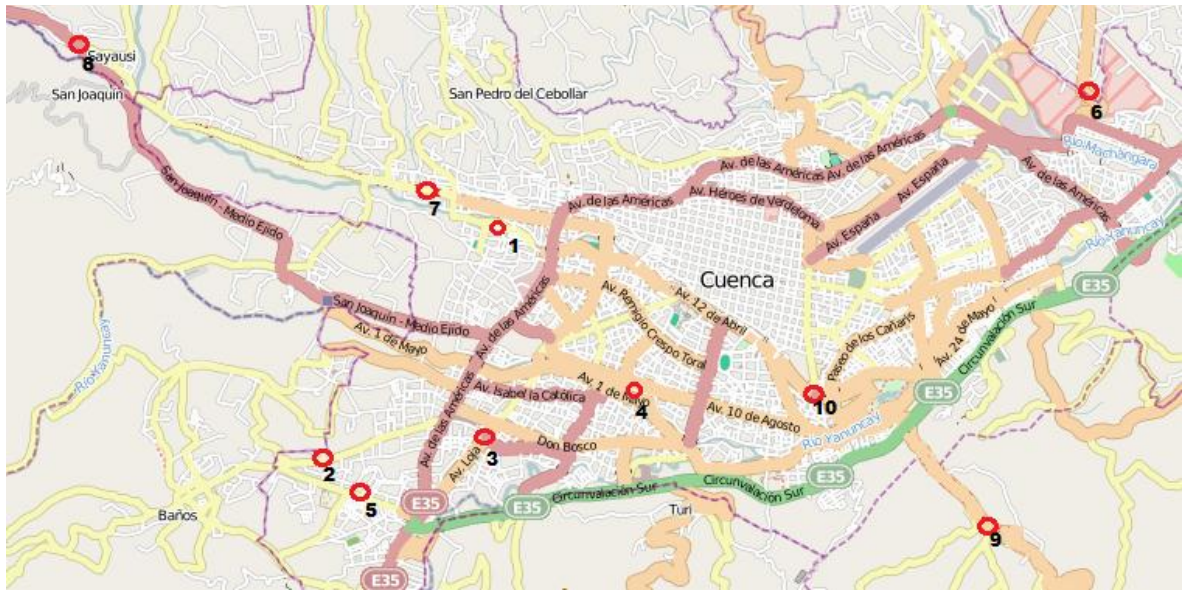 Sayausi
8
San Joaquín
San Pedro del Cebollar
6
Río Machángara
Av. de las Américas
Av. de las Américas
Av. España
Av. de las Américas
7
Av. de las Américas
Av. Héroes de Verdeloma
San Joaquín - Medio Ejido
1
Av. España
Río Yanuncay
Cuenca
E35
San Joaquín - Medio Ejido
Av. de las Américas
Av. Remigio Crespo Toral
Av. 12 de Abril
Río Yanuncay
Av. 1 de Mayo
Paseo de los Cañaris
Av. 24 de Mayo
Circunvalación Sur
Av. Isabel la Católica
Av. 1 de Mayo
4
10
E35
Av. de las Américas
Av. 10 de Agosto
3
Av. Loja
Don Bosco
Río Yanuncay
2
5
E35
E35
Circunvalación Sur
Circunvalación Sur
E35
Baños
Turi
9
E35